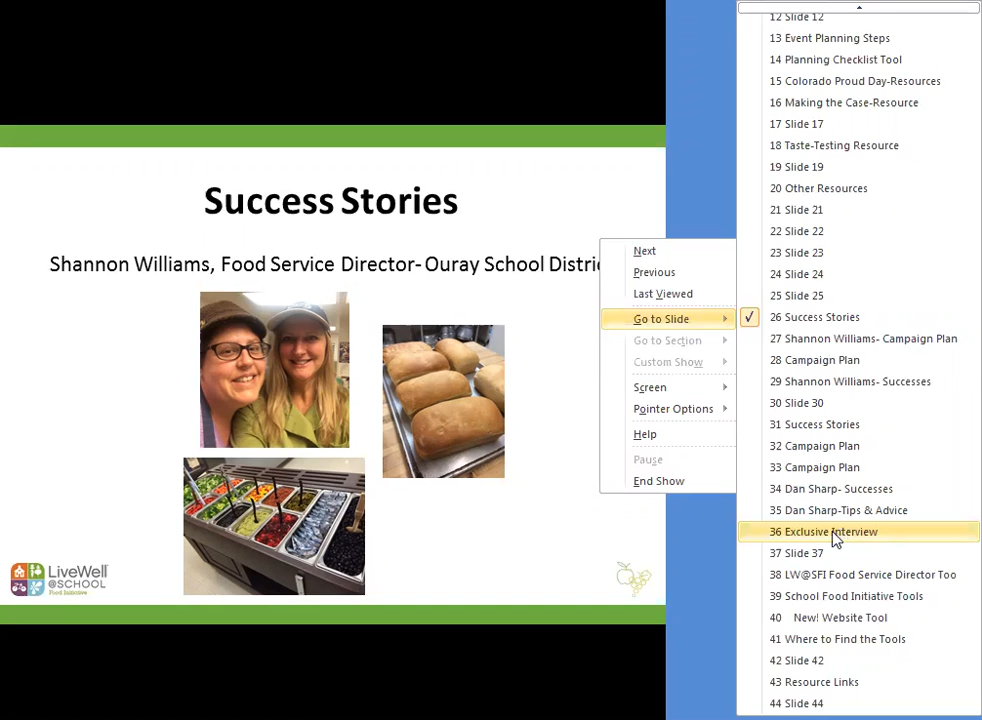 Success Stories
Shannon Williams, Food Service Director- Ouray School
LiveWell
@SCHOOL
Food Initiative
Next
Previous
Last Viewed
Go to Slide
Go to Section
Custom Show
Screen
Pointer Options
Help
Pause
End Show
12 Slide 12
13 Event Planning Steps
14 Planning Checklist Tool
15 Colorado Proud Day-Resources
16 Making the Case-Resource
17 Slide 17
18 Taste-Testing Resource
19 Slide 19
20 Other Resources
21 Slide 21
22 Slide 22
23 Slide 23
24 Slide 24
25 Slide 25
26 Success Stories
27 Shannon Williams- Campaign Plan
28 Campaign Plan
29 Shannon Williams- Successes
30 Slide 30
31 Success Stories
32 Campaign Plan
33 Campaign Plan
34 Dan Sharp- Successes
35 Dan Sharp-Tips & Advice
36 Exclusive Interview
37 Slide 37
38 LW@SFI Food Service Director Too
39 School Food Initiative Tools
40 New! Website Tool
41 Where to Find the Tools
42 Slide 42
43 Resource Links
44 Slide 44